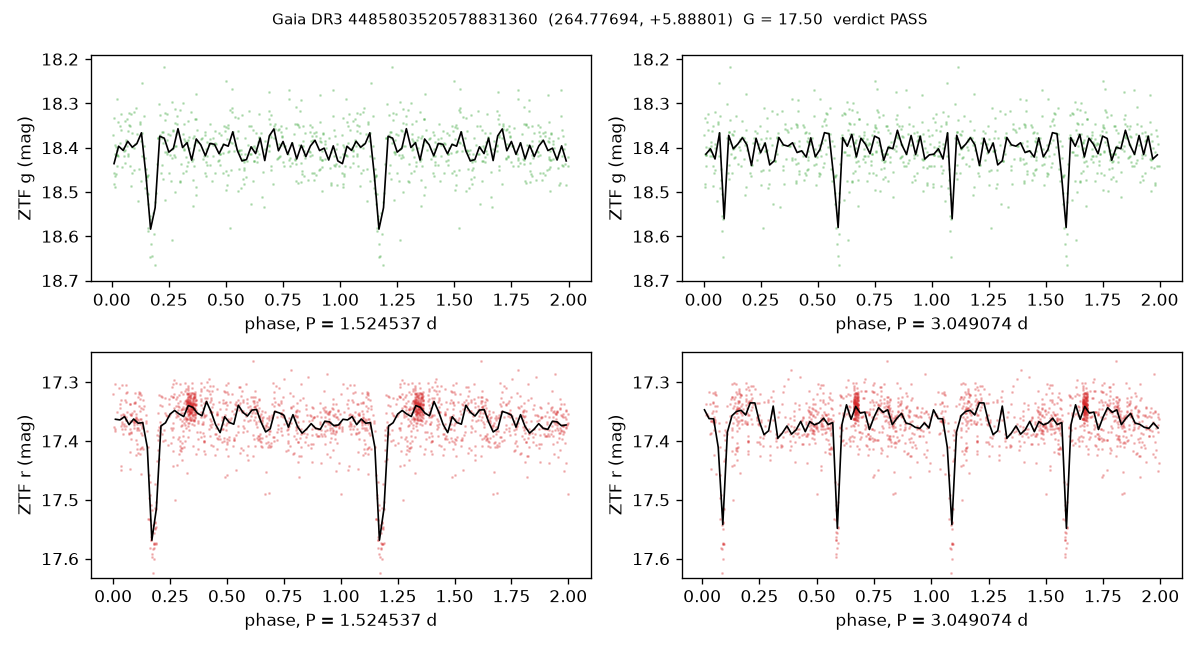 Gaia DR3 4485803520578831360 (264.77694, +5.88801) G = 17.50 verdict PASS
18.2
18.3
18.4
18.5
18.6
18.7
ZTF g (mag)
0.00 0.25 0.50 0.75 1.00 1.25 1.50 1.75 2.00
phase, P = 1.524537 d
18.2
18.3
18.4
18.5
18.6
18.7
ZTF g (mag)
0.00 0.25 0.50 0.75 1.00 1.25 1.50 1.75 2.00
phase, P = 3.049074 d
17.3
17.4
17.5
17.6
ZTF r (mag)
0.00 0.25 0.50 0.75 1.00 1.25 1.50 1.75 2.00
phase, P = 1.524537 d
17.3
17.4
17.5
17.6
ZTF r (mag)
0.00 0.25 0.50 0.75 1.00 1.25 1.50 1.75 2.00
phase, P = 3.049074 d